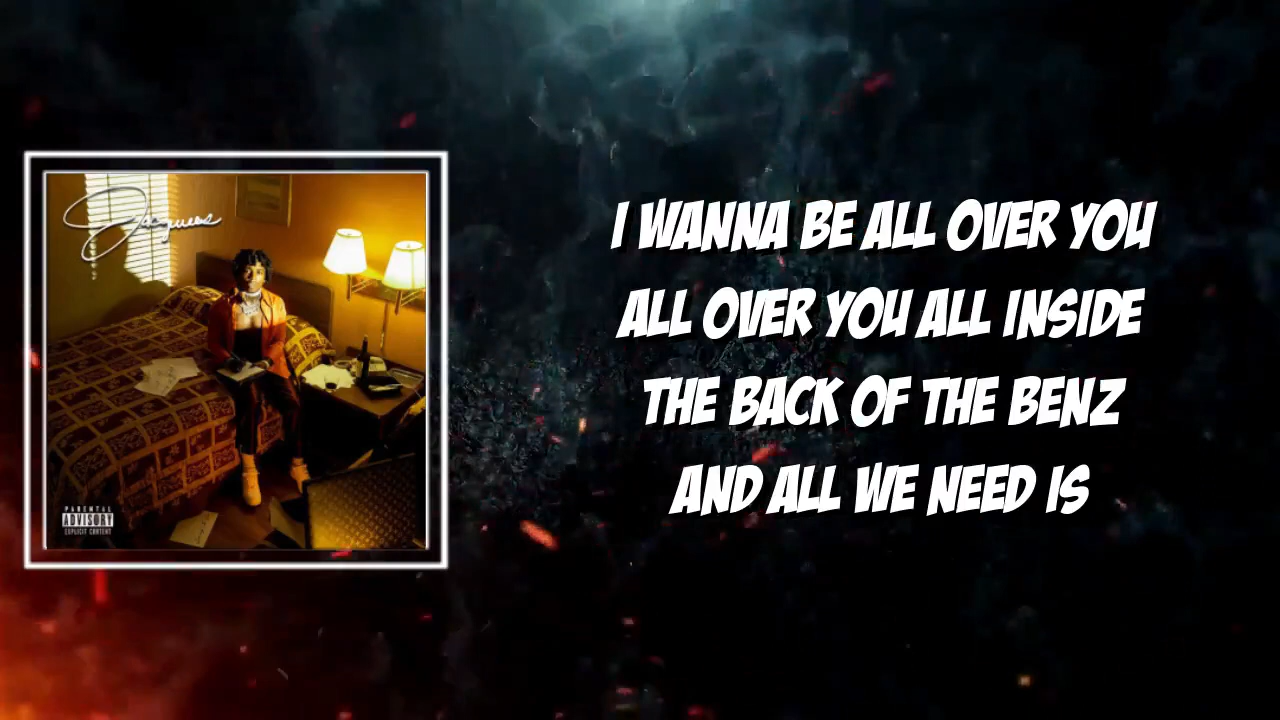 Jacquees
PARENTAL
ADVISORY
EXPLICIT CONTENT
I WANNA BE ALL OVER YOU
ALL OVER YOU ALL INSIDE
THE BACK OF THE BENZ
AND ALL WE NEED IS